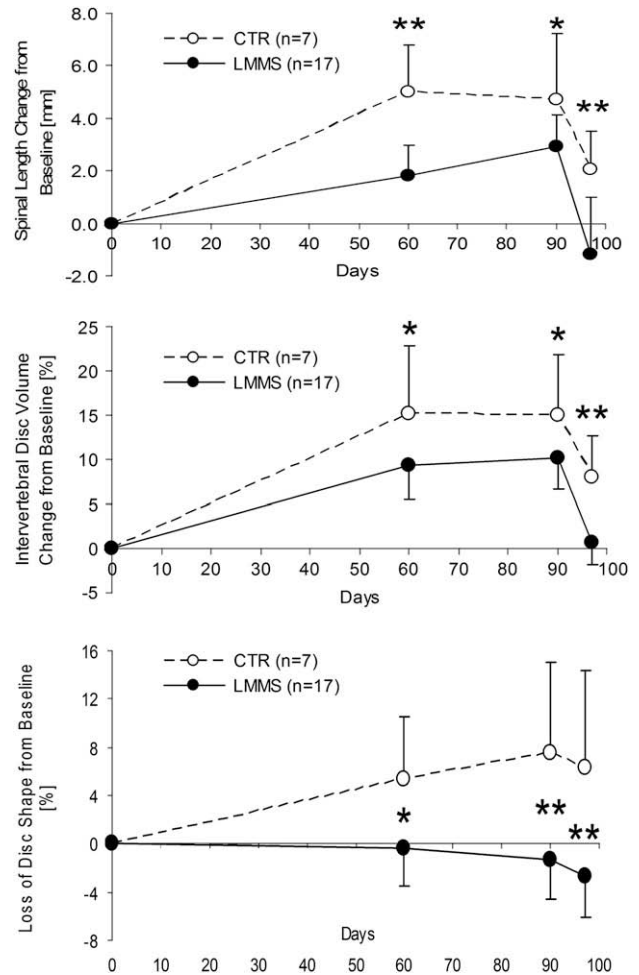 CTR (n=7)
LMMS (n=17)
Spinal Length Change from
Baseline [mm]
8.0
6.0
4.0
2.0
0.0
-2.0
**
*
**
0 10 20 30 40 50 60 70 80 90 100
Days
CTR (n=7)
LMMS (n=17)
Intervertebral Disc Volume
Change from Baseline [%]
25
20
15
10
5
0
-5
*
*
**
0 10 20 30 40 50 60 70 80 90 100
Days
CTR (n=7)
LMMS (n=17)
Loss of Disc Shape from Baseline
[%]
16
12
8
4
0
-4
-8
*
**
**
Days
0 10 20 30 40 50 60 70 80 90 100